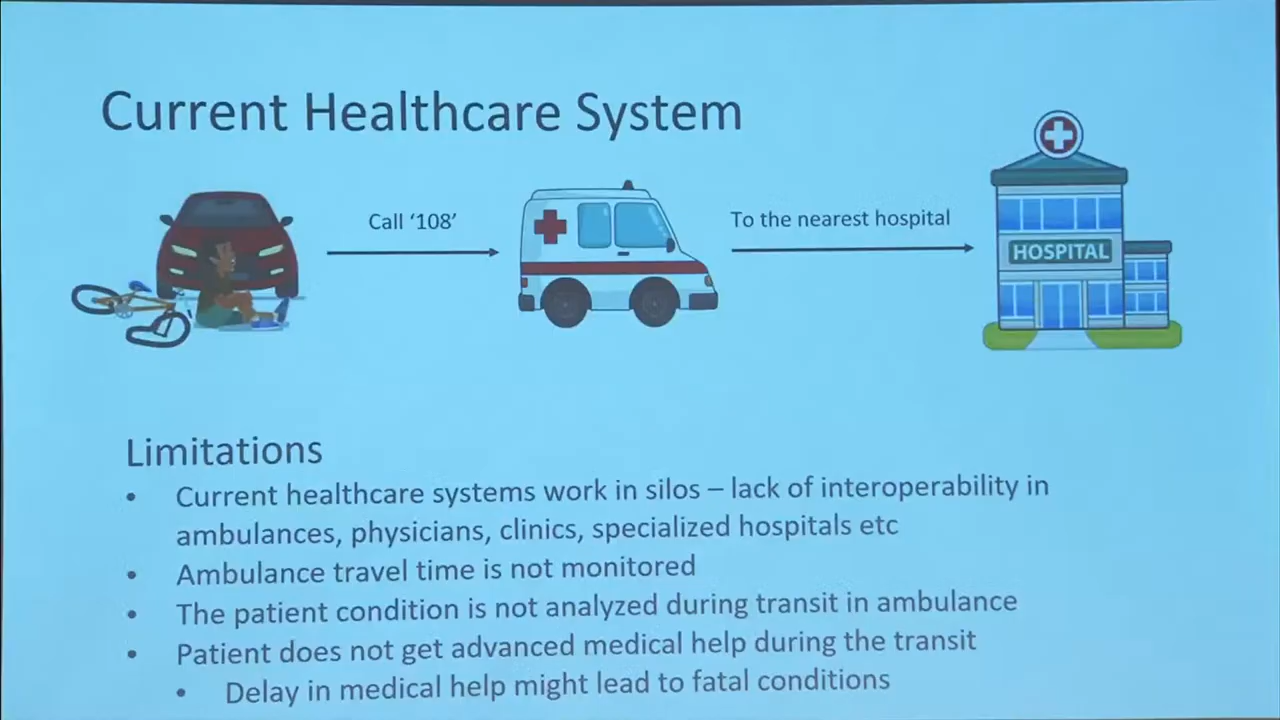 Current Healthcare System
Call ‘108’
To the nearest hospital
HOSPITAL
Limitations
• Current healthcare systems work in silos – lack of interoperability in
ambulances, physicians, clinics, specialized hospitals etc
• Ambulance travel time is not monitored
• The patient condition is not analyzed during transit in ambulance
• Patient does not get advanced medical help during the transit
• Delay in medical help might lead to fatal conditions